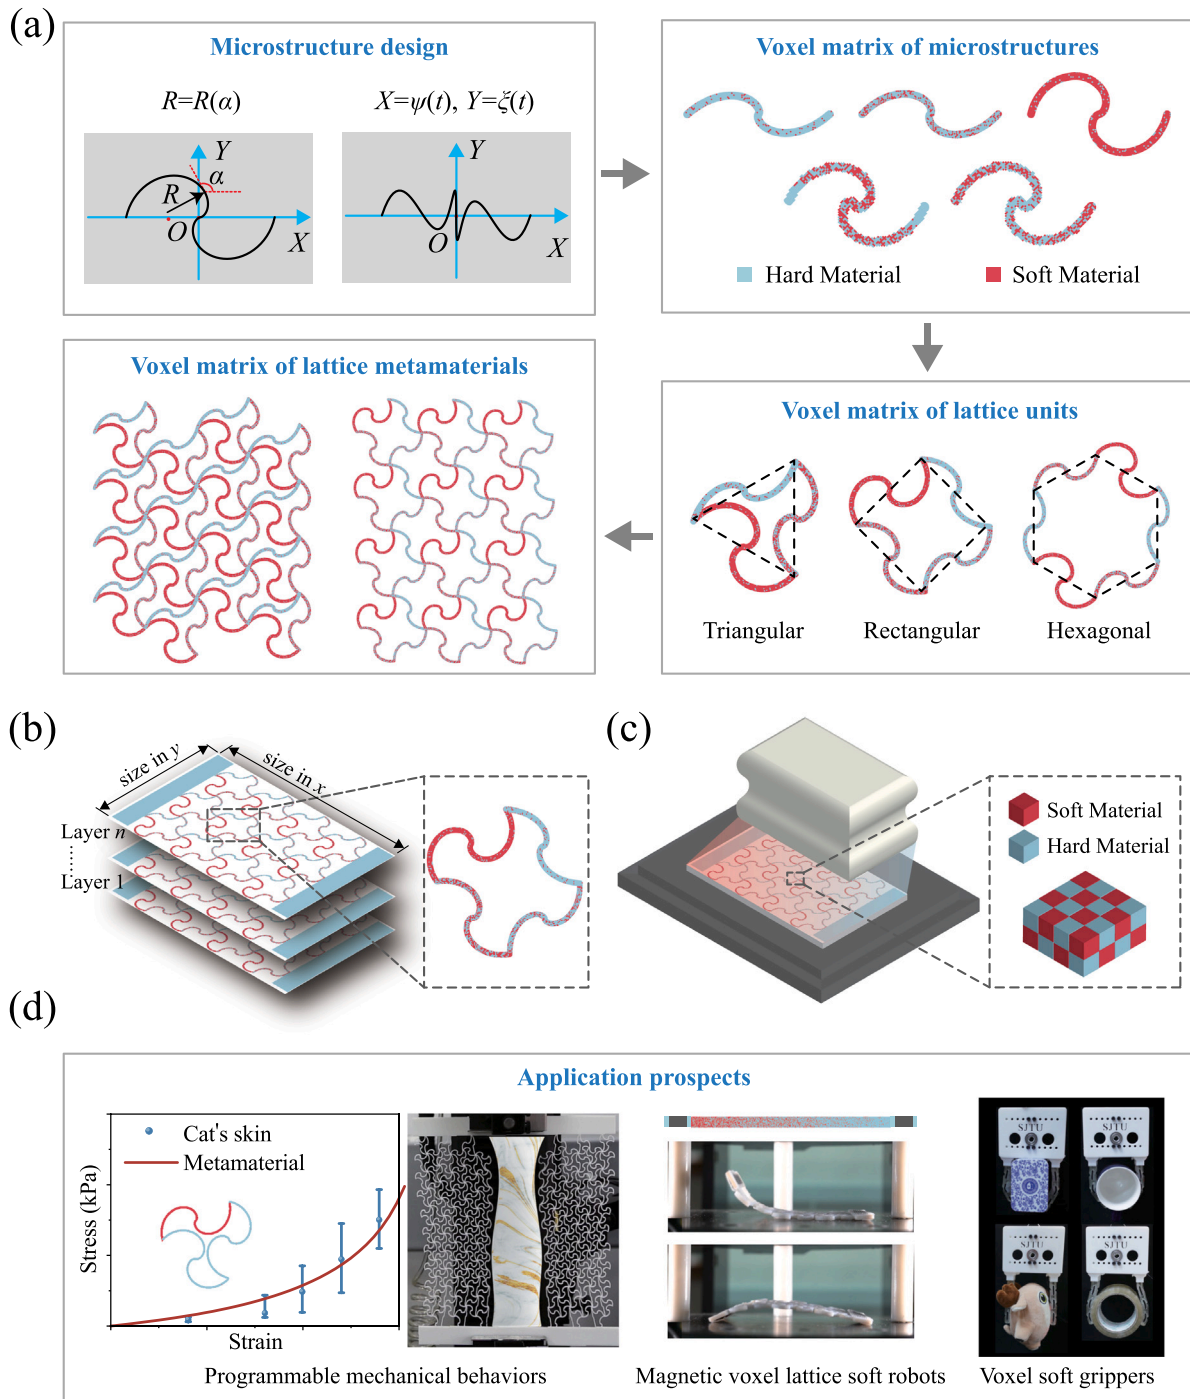 (a)
Microstructure design
R=R(α)
X=ψ(t), Y=ξ(t)
Y
α
R
O
X
Y
O
X
Voxel matrix of microstructures
Hard Material
Soft Material
Voxel matrix of lattice metamaterials
Voxel matrix of lattice units
Triangular
Rectangular
Hexagonal
(b)
size in y
size in x
Layer n
Layer 1
(c)
Soft Material
Hard Material
(d)
Application prospects
Stress (kPa)
Cat's skin
Metamaterial
Strain
SJTU
SJTU
SJTU
SJTU
Programmable mechanical behaviors
Magnetic voxel lattice soft robots
Voxel soft grippers